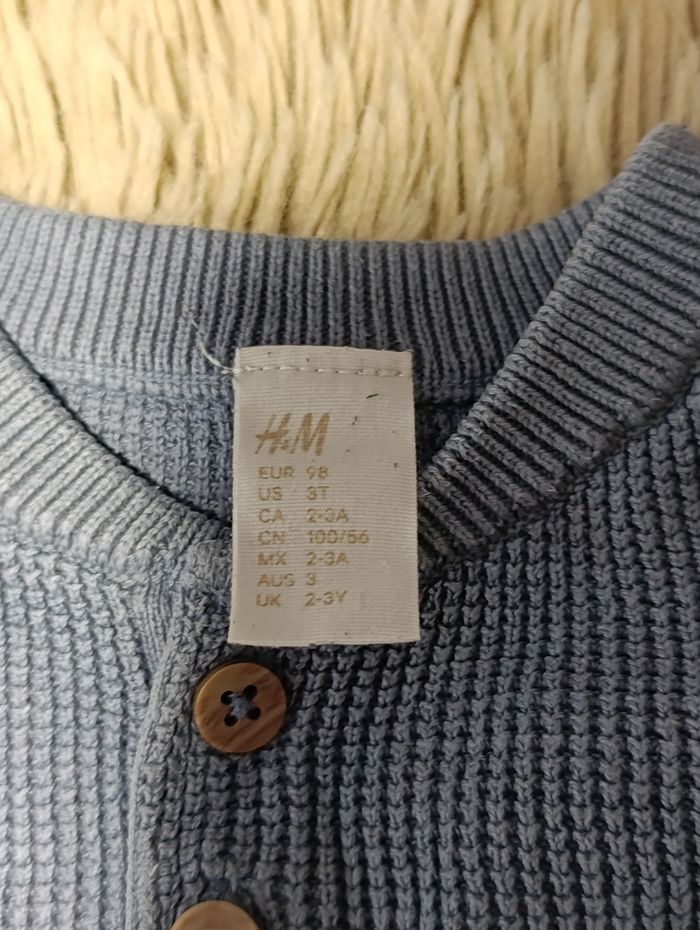 H&M
EUR 98
US 3T
CA 2-3A
CN 100/56
MX 2-3A
AUS 3
UK 2-3Y